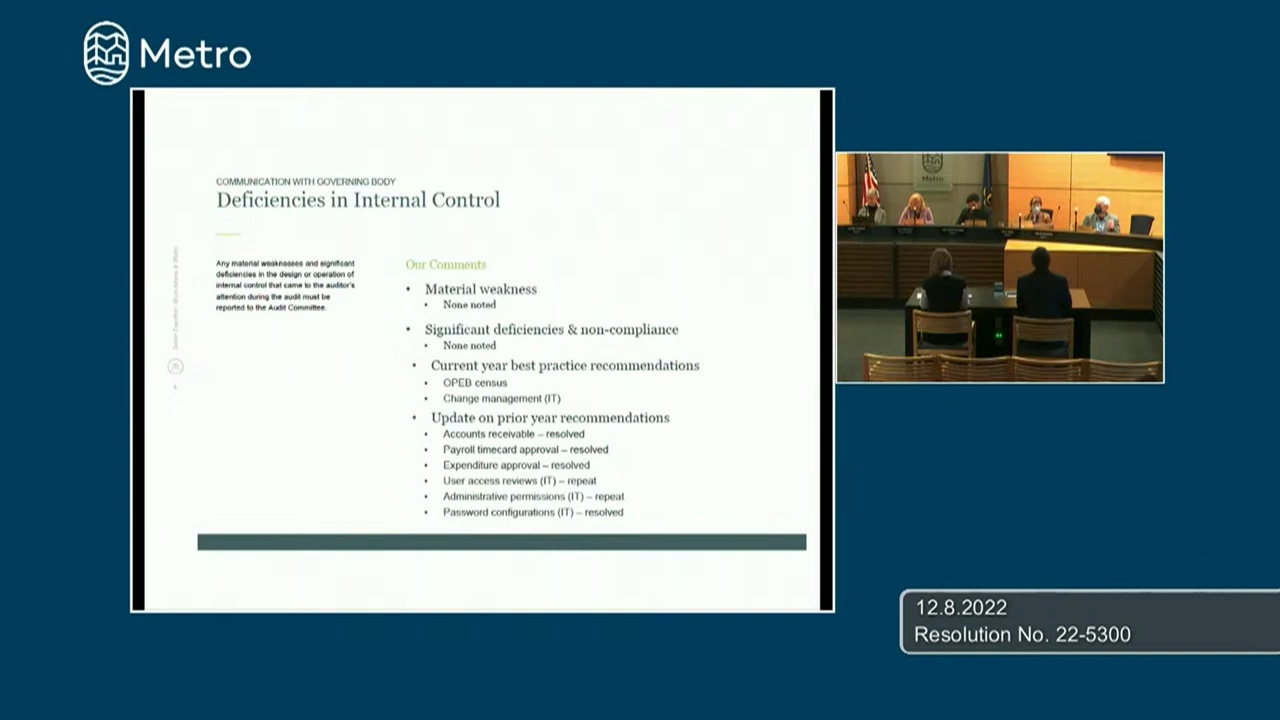 Metro
COMMUNICATION WITH GOVERNING BODY
Deficiencies in Internal Control
Any material weaknesses and significant
deficiencies in the design or operation of
internal control that came to the auditor's
attention during the audit must be
reported to the Audit Committee.
Our Comments
• Material weakness
• None noted
• Significant deficiencies & non-compliance
• None noted
• Current year best practice recommendations
• OPEB census
• Change management (IT)
• Update on prior year recommendations
• Accounts receivable – resolved
• Payroll timecard approval – resolved
• Expenditure approval – resolved
• User access reviews (IT) – repeat
• Administrative permissions (IT) – repeat
• Password configurations (IT) – resolved
Metro
12.8.2022
Resolution No. 22-5300